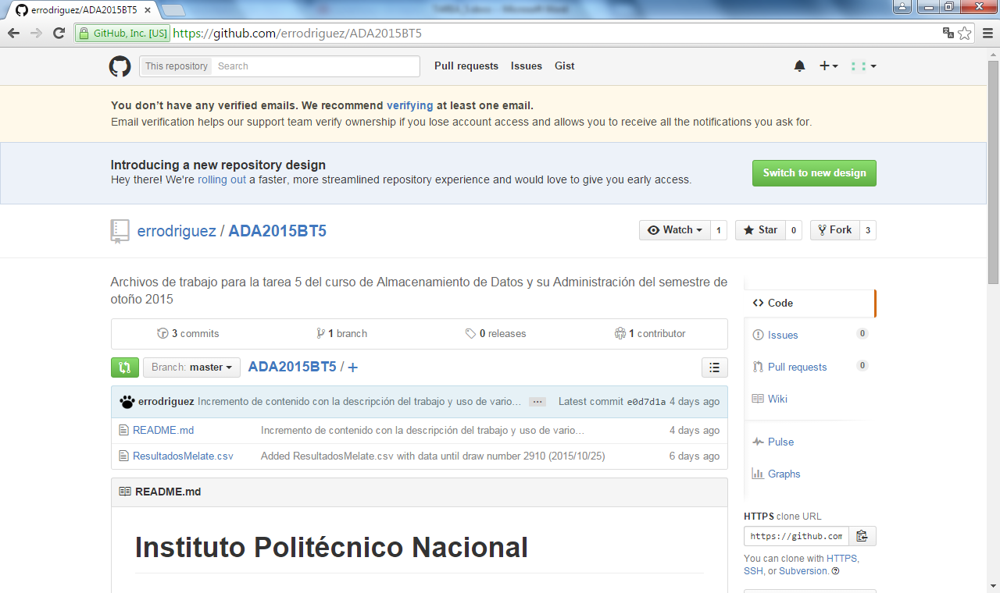 errodriguez/ADA2015BT5
GitHub, Inc. [US] https://github.com/errodriguez/ADA2015BT5
This repository Search Pull requests Issues Gist
You don't have any verified emails. We recommend verifying at least one email.
Email verification helps our support team verify ownership if you lose account access and allows you to receive all the notifications you ask for.
Introducing a new repository design
Hey there! We're rolling out a faster, more streamlined repository experience and would love to give you early access.
Switch to new design
errodriguez / ADA2015BT5
Watch 1 Star 0 Fork 3
Archivos de trabajo para la tarea 5 del curso de Almacenamiento de Datos y su Administración del semestre de
otoño 2015
3 commits 1 branch 0 releases 1 contributor
Branch: master ADA2015BT5 / +
errodriguez Incremento de contenido con la descripción del trabajo y uso de vario… … Latest commit e0d7d1a 4 days ago
README.md Incremento de contenido con la descripción del trabajo y uso de vario… 4 days ago
ResultadosMelate.csv Added ResultadosMelate.csv with data until draw number 2910 (2015/10/25) 6 days ago
README.md
Instituto Politécnico Nacional
Code
Issues 0
Pull requests 0
Wiki
Pulse
Graphs
HTTPS clone URL
https://github.com
You can clone with HTTPS,
SSH, or Subversion.